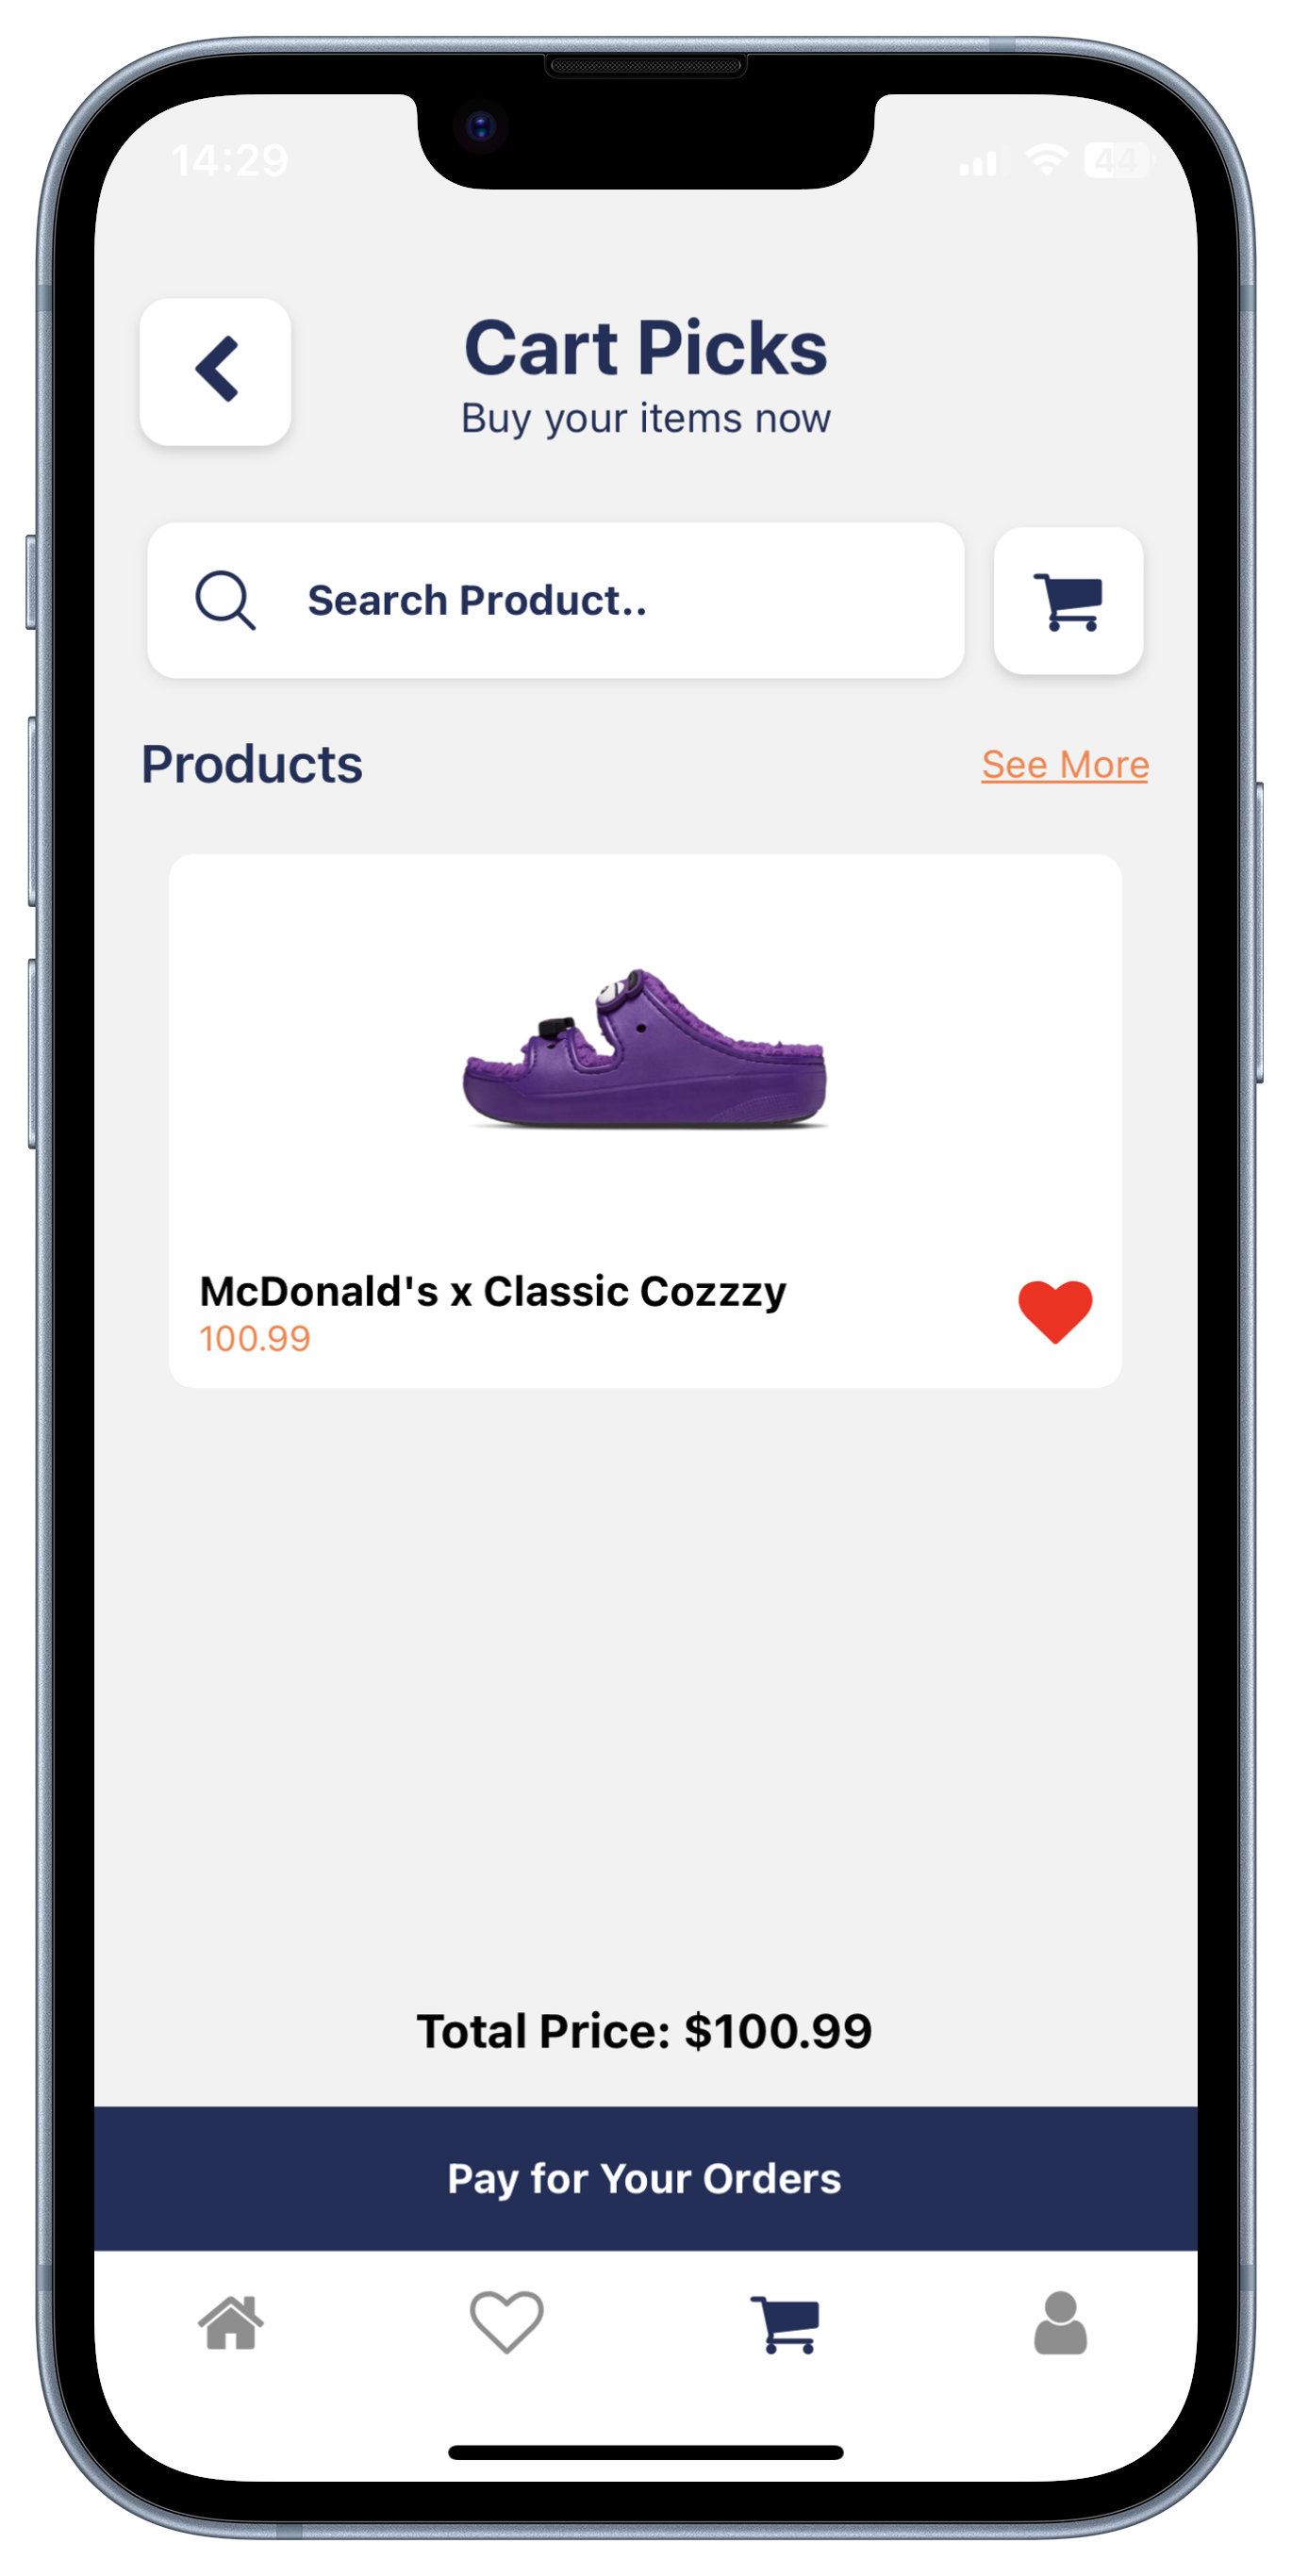 14:29
44
Cart Picks
Buy your items now
Search Product..
Products
See More
McDonald's x Classic Cozzzy
100.99
Total Price: $100.99
Pay for Your Orders